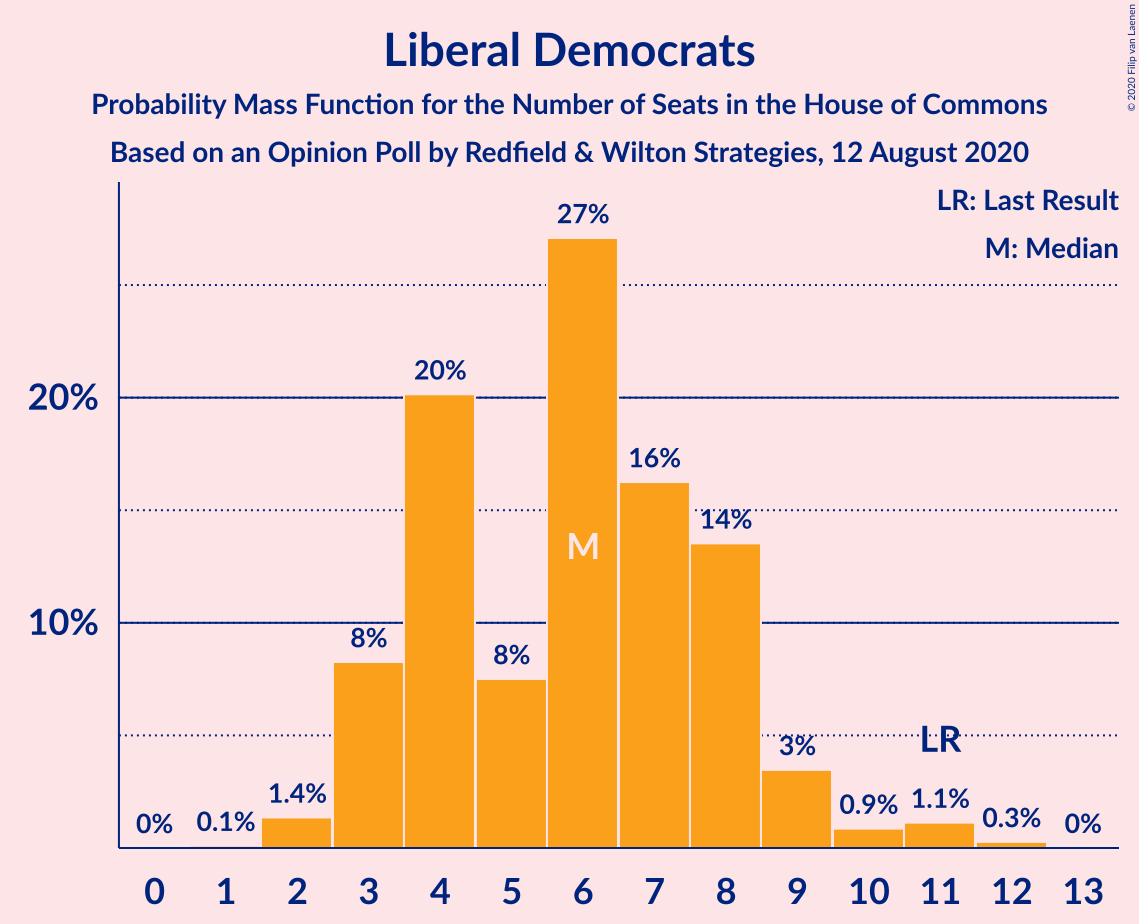 Liberal Democrats
Probability Mass Function for the Number of Seats in the House of Commons
Based on an Opinion Poll by Redfield & Wilton Strategies, 12 August 2020
© 2020 Filip van Laenen
LR: Last Result
M: Median
27%
20%
20%
16%
14%
M
10%
8%
8%
3%
LR
0%
0.1%
1.4%
0.9%
1.1%
0.3%
0%
0 1 2 3 4 5 6 7 8 9 10 11 12 13